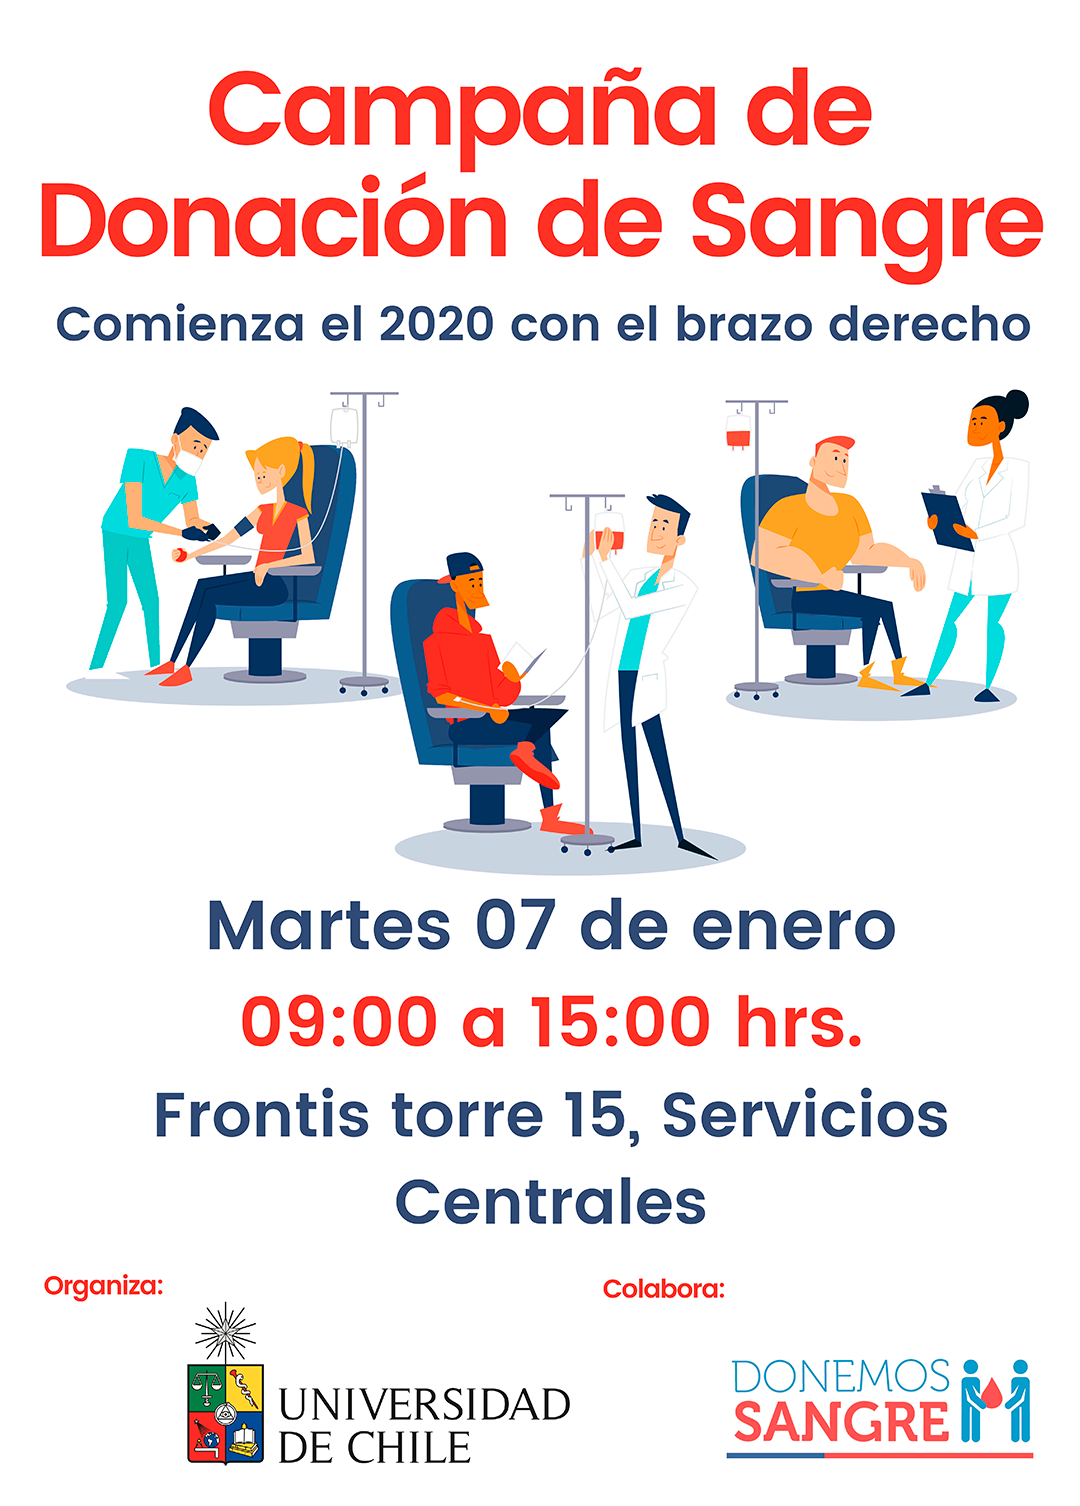 Campaña de
Donación de Sangre
Comienza el 2020 con el brazo derecho
Martes 07 de enero
09:00 a 15:00 hrs.
Frontis torre 15, Servicios
Centrales
Organiza:
Colabora:
UNIVERSIDAD
DE CHILE
DONEMOS
SANGRE